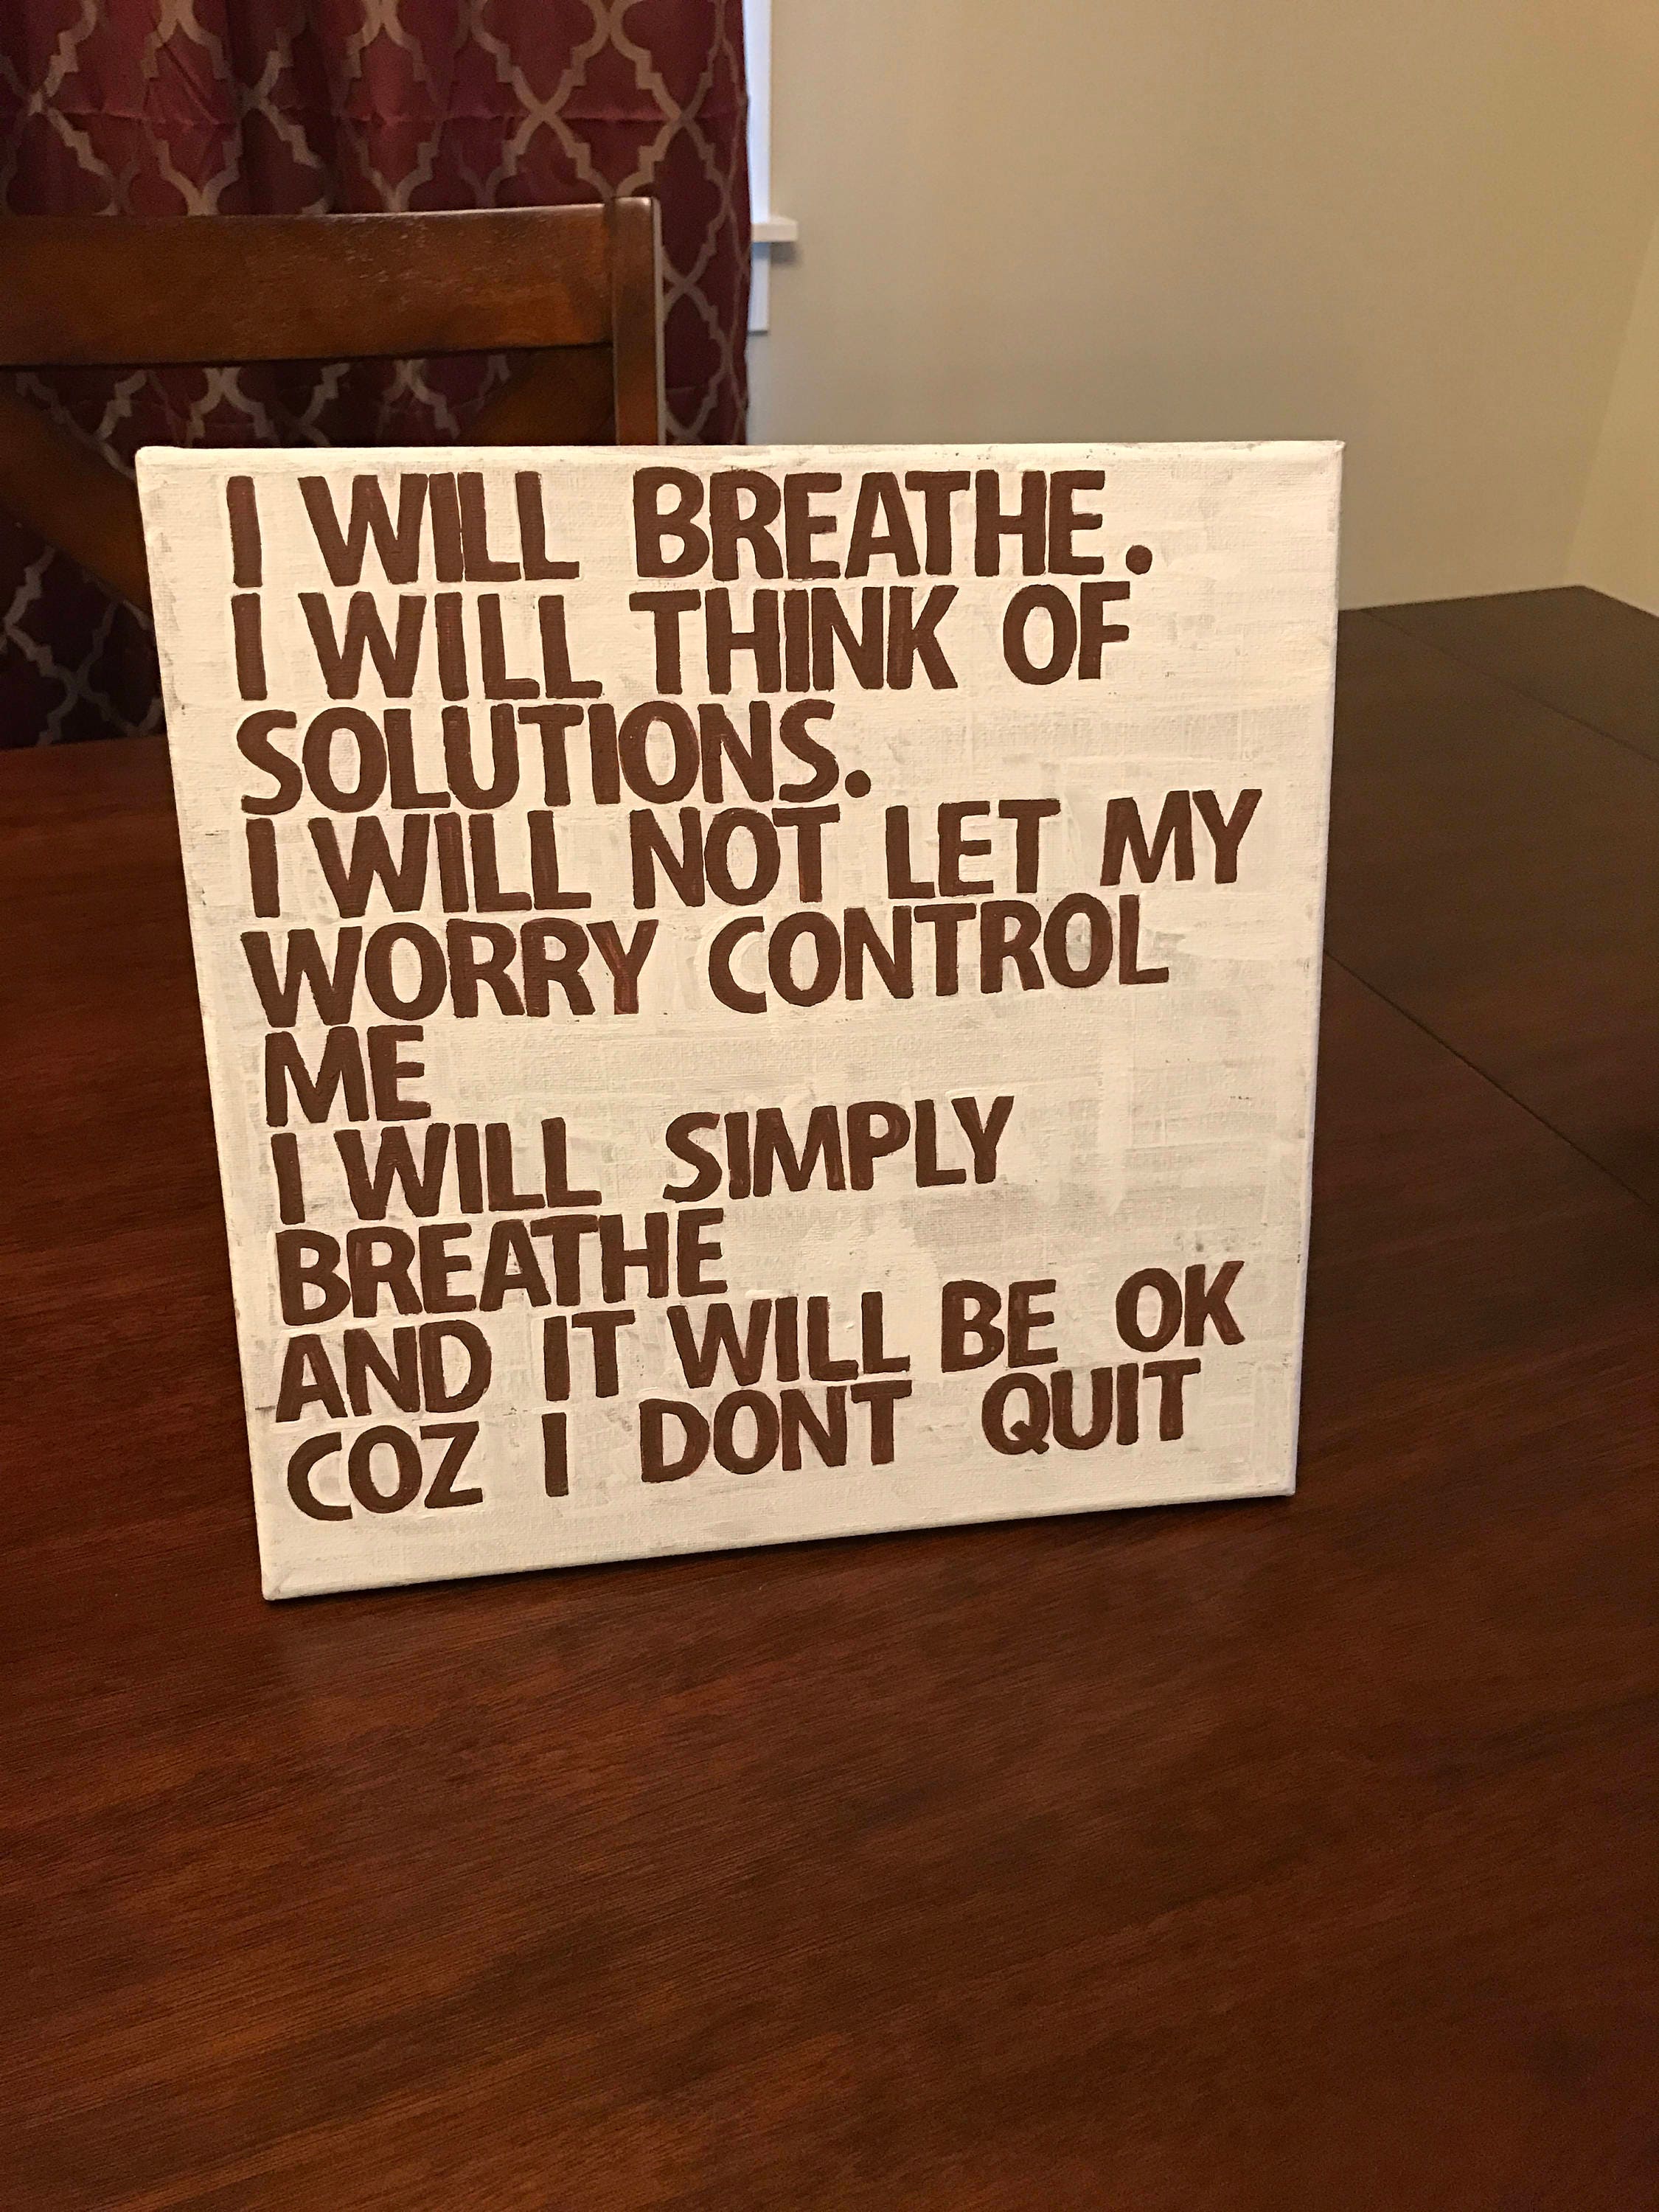 I WILL BREATHE.
I WILL THINK OF
SOLUTIONS.
I WILL NOT LET MY
WORRY CONTROL
ME
I WILL SIMPLY
BREATHE
AND IT WILL BE OK
COZ I DONT QUIT